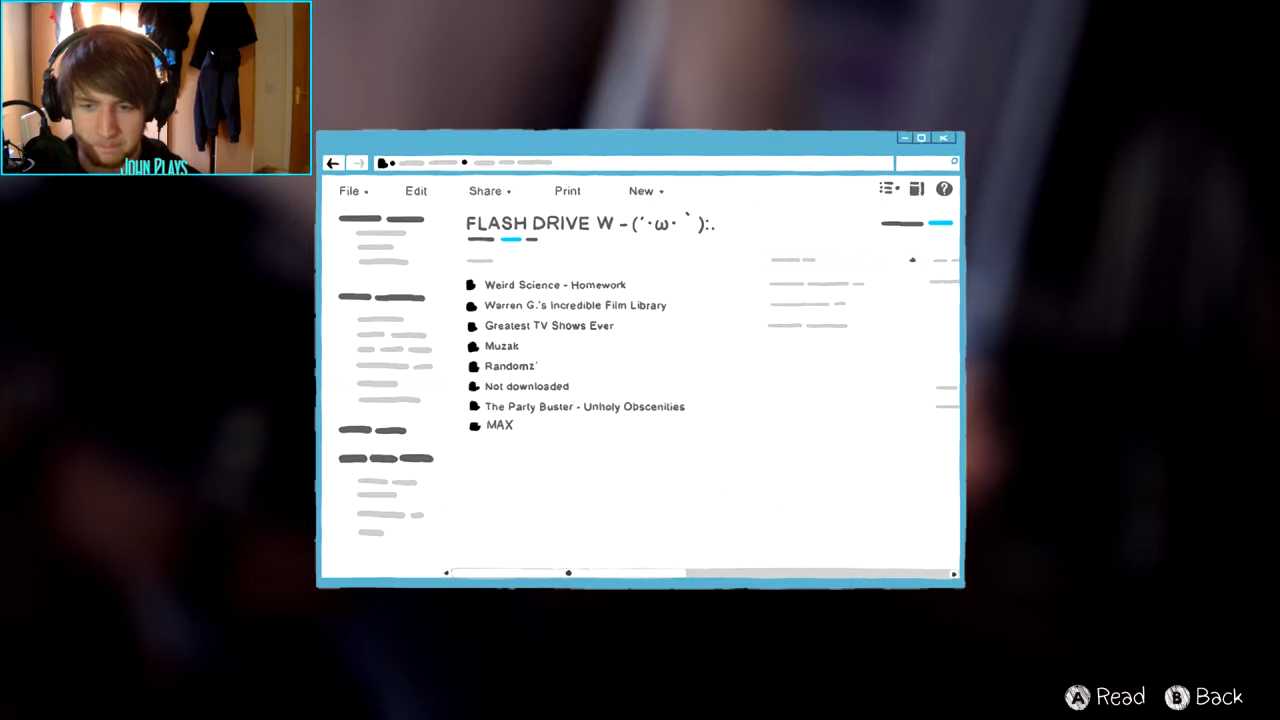 JOHN PLAYS
File Edit Share Print New
FLASH DRIVE W -(´･ω･`):.
Weird Science - Homework
Warren G.'s Incredible Film Library
Greatest TV Shows Ever
Muzak
Randomz'
Not downloaded
The Party Buster - Unholy Obscenities
MAX
A Read B Back